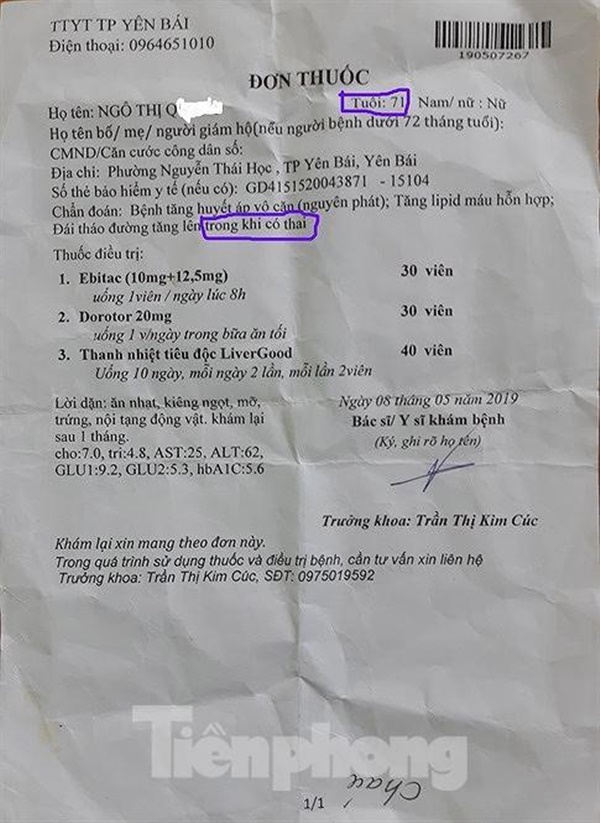 TTYT TP YÊN BÁI
Điện thoại: 0964651010
190507267
ĐƠN THUỐC
Họ tên: NGÔ THỊ Q Tuổi: 71 Nam/ nữ : Nữ
Họ tên bố/ mẹ/ người giám hộ(nếu người bệnh dưới 72 tháng tuổi):
CMND/Căn cước công dân số:
Địa chỉ: Phường Nguyễn Thái Học , TP Yên Bái, Yên Bái
Số thẻ bảo hiểm y tế (nếu có): GD4151520043871 - 15104
Chẩn đoán: Bệnh tăng huyết áp vô căn (nguyên phát); Tăng lipid máu hỗn hợp;
Đái tháo đường tăng lên trong khi có thai
Thuốc điều trị:
1. Ebitac (10mg+12,5mg) 30 viên
uống 1viên / ngày lúc 8h
2. Dorotor 20mg 30 viên
uống 1 v/ngày trong bữa ăn tối
3. Thanh nhiệt tiêu độc LiverGood 40 viên
Uống 10 ngày, mỗi ngày 2 lần, mỗi lần 2viên
Lời dặn: ăn nhạt, kiêng ngọt, mỡ,
trứng, nội tạng động vật. khám lại
sau 1 tháng.
cho:7.0, tri:4.8, AST:25, ALT:62,
GLU1:9.2, GLU2:5.3, hbA1C:5.6
Ngày 08 tháng 05 năm 2019
Bác sĩ/ Y sĩ khám bệnh
(Ký, ghi rõ họ tên)
Trưởng khoa: Trần Thị Kim Cúc
Khám lại xin mang theo đơn này.
Trong quá trình sử dụng thuốc và điều trị bệnh, cần tư vấn xin liên hệ
Trưởng khoa: Trần Thị Kim Cúc, SĐT: 0975019592
Tiềnphong
1/1